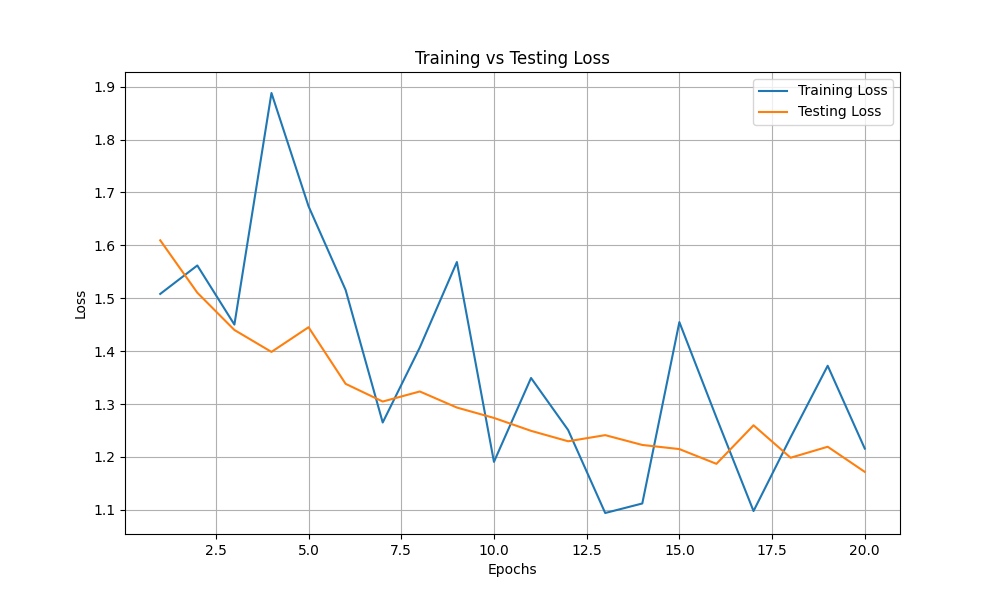 Training vs Testing Loss
Training Loss
Testing Loss
1.9
1.8
1.7
1.6
1.5
1.4
1.3
1.2
1.1
Loss
2.5 5.0 7.5 10.0 12.5 15.0 17.5 20.0
Epochs